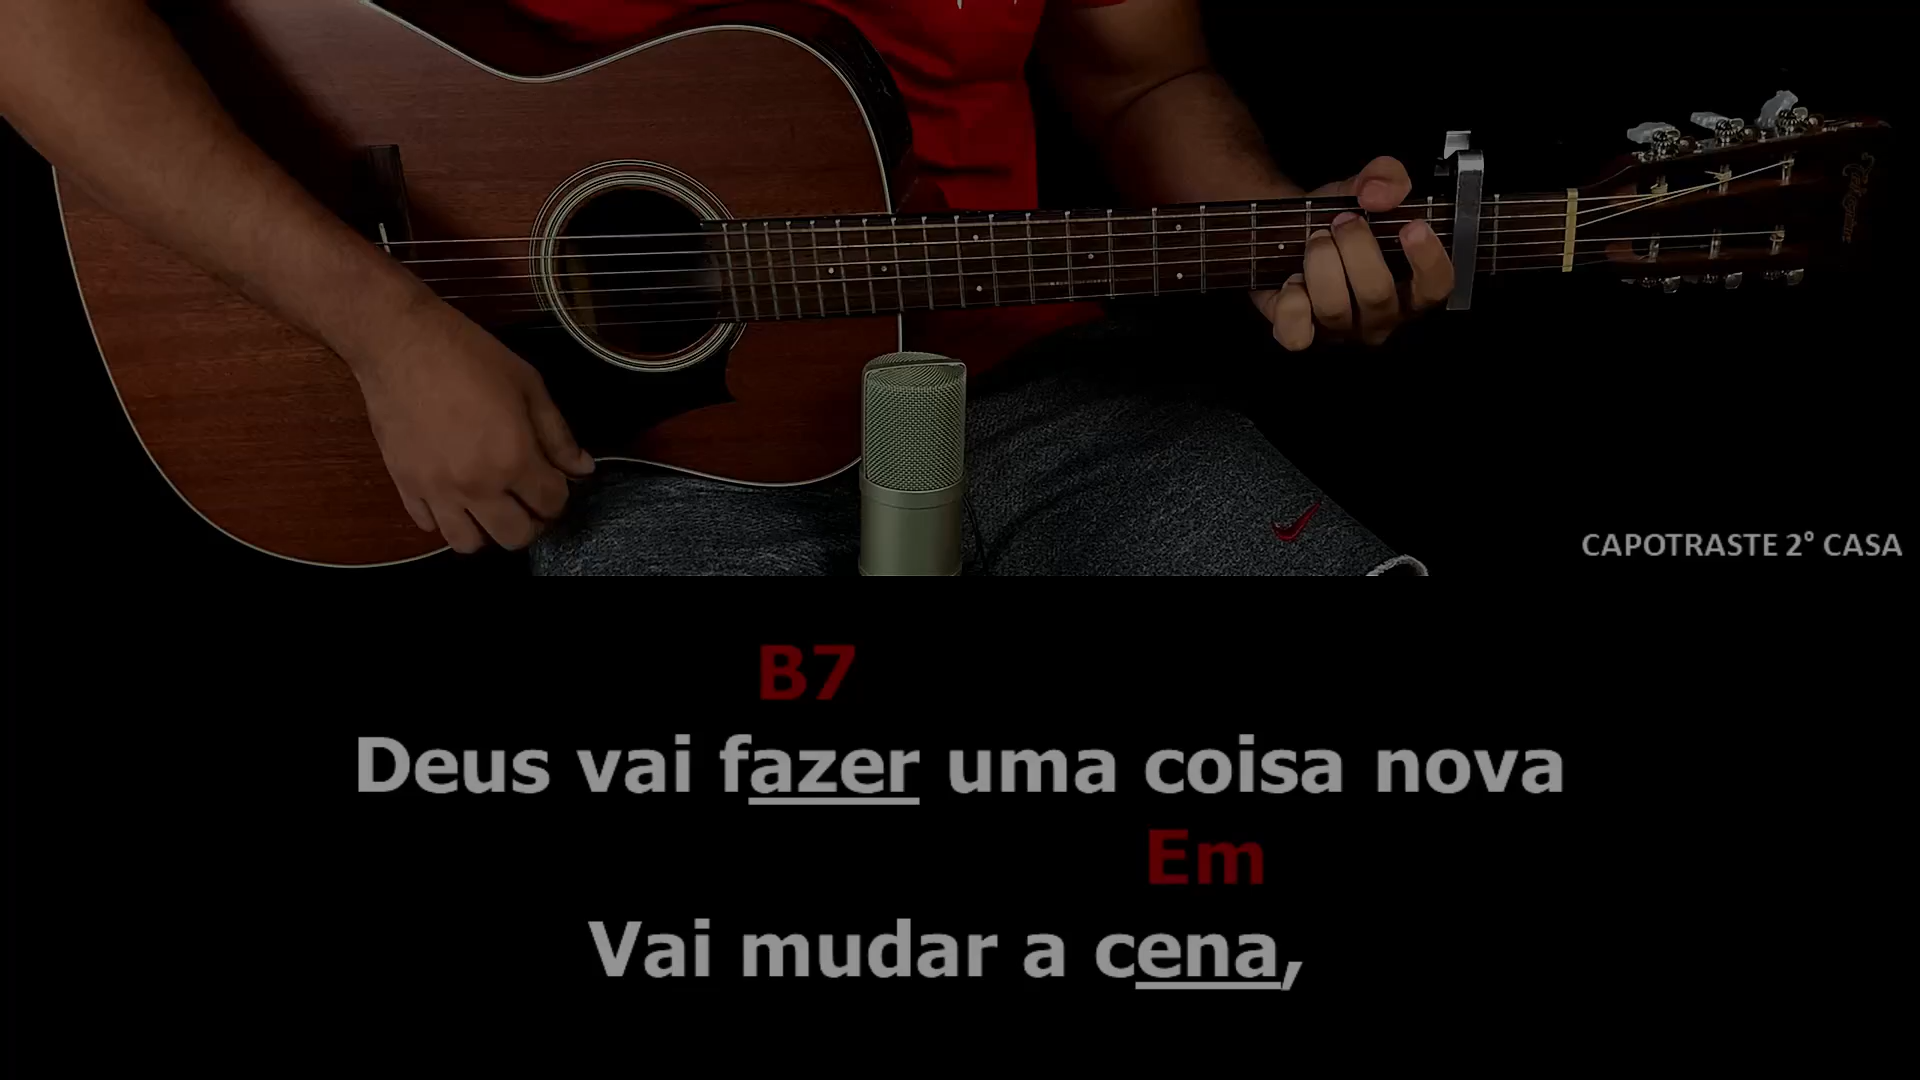 CAPOTRASTE 2° CASA
B7
Deus vai fazer uma coisa nova
Em
Vai mudar a cena,